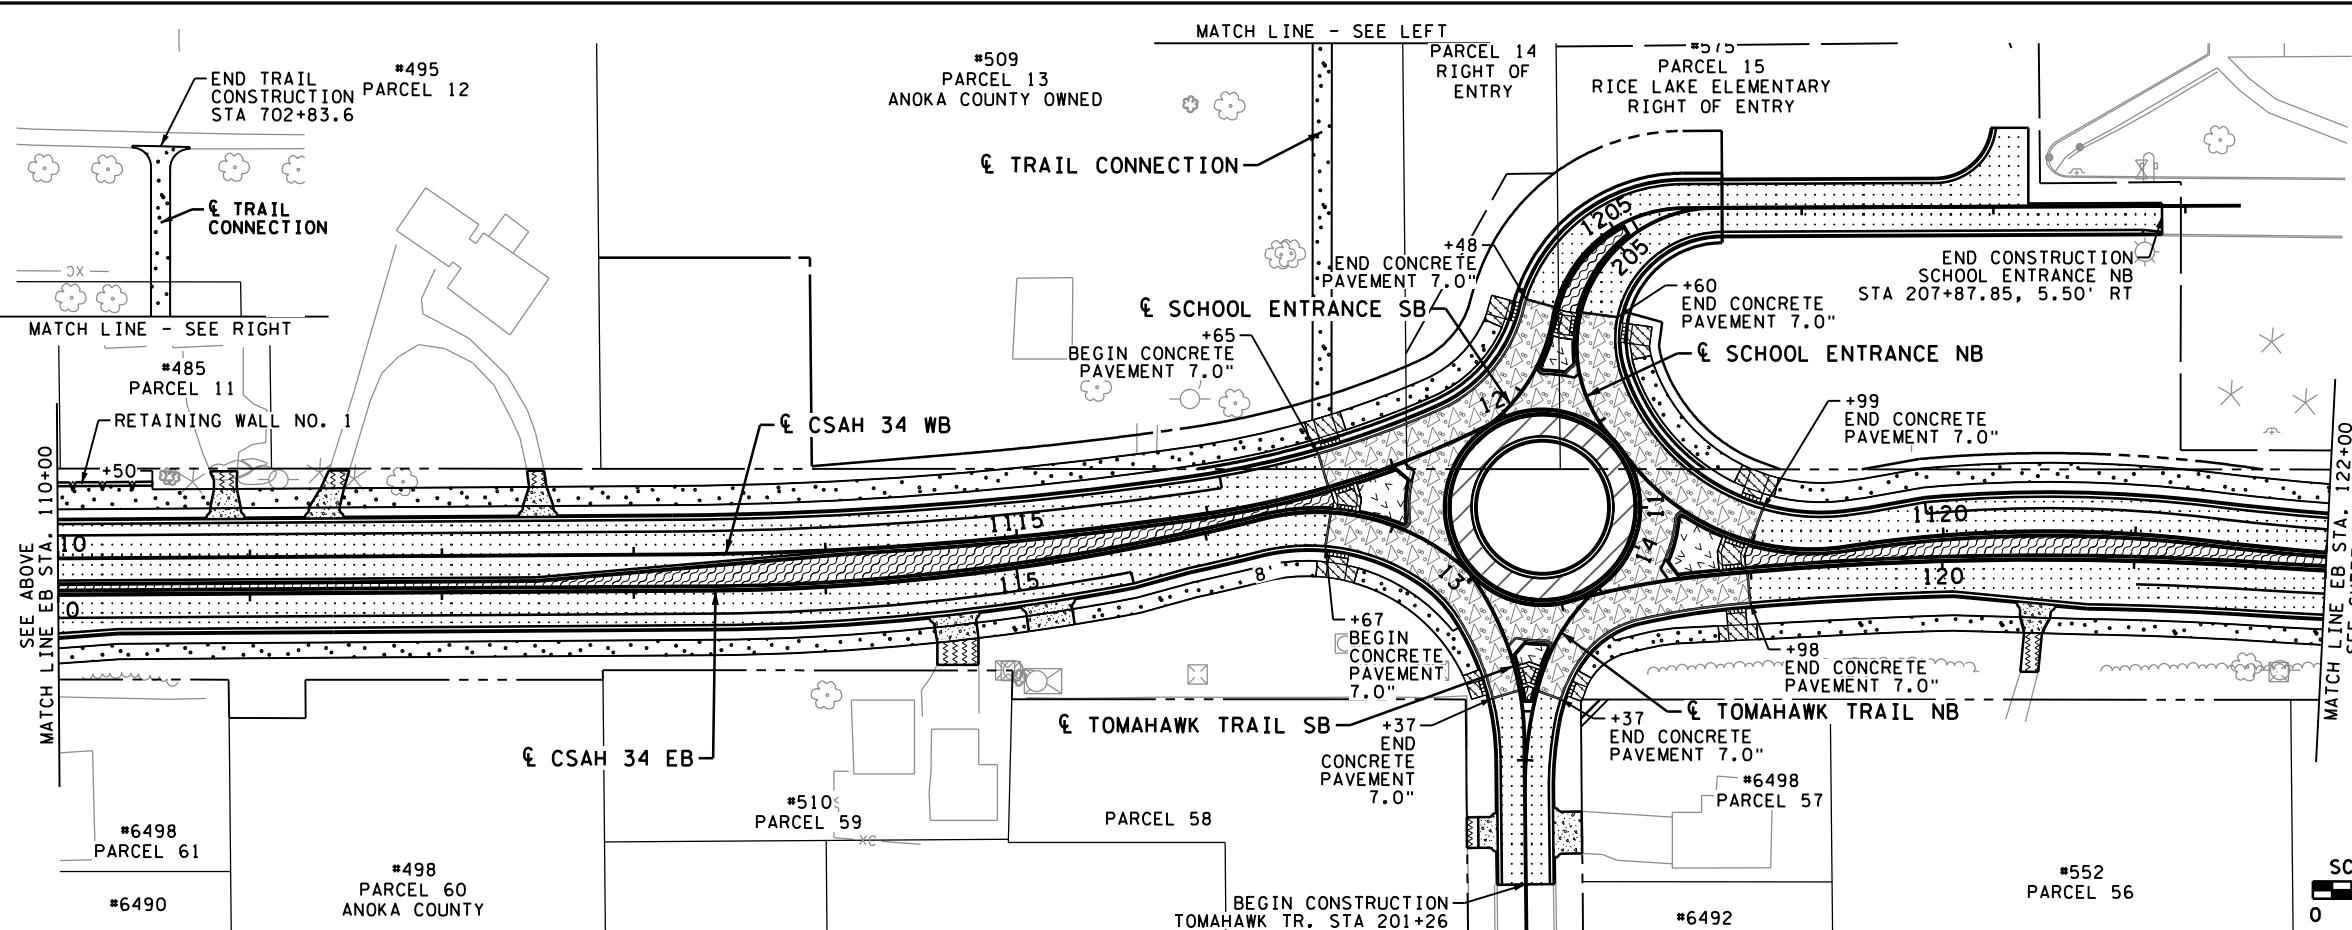 MATCH LINE - SEE LEFT
END TRAIL
CONSTRUCTION
STA 702+83.6
#495
PARCEL 12
#509
PARCEL 13
ANOKA COUNTY OWNED
PARCEL 14
RIGHT OF
ENTRY
#575
PARCEL 15
RICE LAKE ELEMENTARY
RIGHT OF ENTRY
℄ TRAIL CONNECTION
℄ TRAIL
CONNECTION
MATCH LINE - SEE RIGHT
#485
PARCEL 11
RETAINING WALL NO. 1
+50
℄ CSAH 34 WB
1205
205
+48
END CONCRETE
PAVEMENT 7.0"
℄ SCHOOL ENTRANCE SB
+65
BEGIN CONCRETE
PAVEMENT 7.0"
END CONSTRUCTION
SCHOOL ENTRANCE NB
STA 207+87.85, 5.50' RT
+60
END CONCRETE
PAVEMENT 7.0"
℄ SCHOOL ENTRANCE NB
+99
END CONCRETE
PAVEMENT 7.0"
SEE ABOVE
MATCH LINE EB STA. 110+00
MATCH LINE EB STA. 122+00
10
0
1115
115
8'
12
11
14
13
1120
120
+67
BEGIN
CONCRETE
PAVEMENT
7.0"
+98
END CONCRETE
PAVEMENT 7.0"
℄ TOMAHAWK TRAIL SB
℄ TOMAHAWK TRAIL NB
+37
END
CONCRETE
PAVEMENT
7.0"
+37
END CONCRETE
PAVEMENT 7.0"
℄ CSAH 34 EB
#6498
PARCEL 61
#6490
#498
PARCEL 60
ANOKA COUNTY
#510
PARCEL 59
PARCEL 58
#6498
PARCEL 57
#552
PARCEL 56
#6492
BEGIN CONSTRUCTION
TOMAHAWK TR. STA 201+26
SC
0